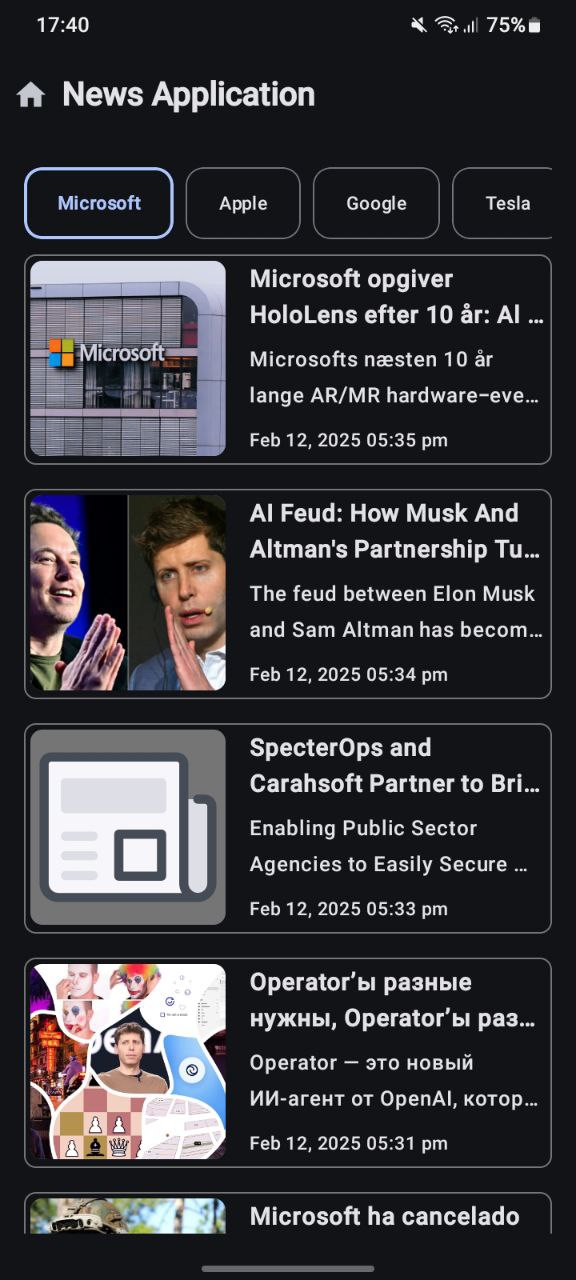 17:40
75%
News Application
Microsoft
Apple
Google
Tesla
Microsoft
Microsoft opgiver
HoloLens efter 10 år: Al …
Microsofts næsten 10 år
lange AR/MR hardware-eve…
Feb 12, 2025 05:35 pm
AI Feud: How Musk And
Altman's Partnership Tu…
The feud between Elon Musk
and Sam Altman has becom…
Feb 12, 2025 05:34 pm
SpecterOps and
Carahsoft Partner to Bri…
Enabling Public Sector
Agencies to Easily Secure …
Feb 12, 2025 05:33 pm
Operator’ы разные
нужны, Operator’ы раз…
Operator — это новый
ИИ-агент от OpenAI, котор…
Feb 12, 2025 05:31 pm
Microsoft ha cancelado